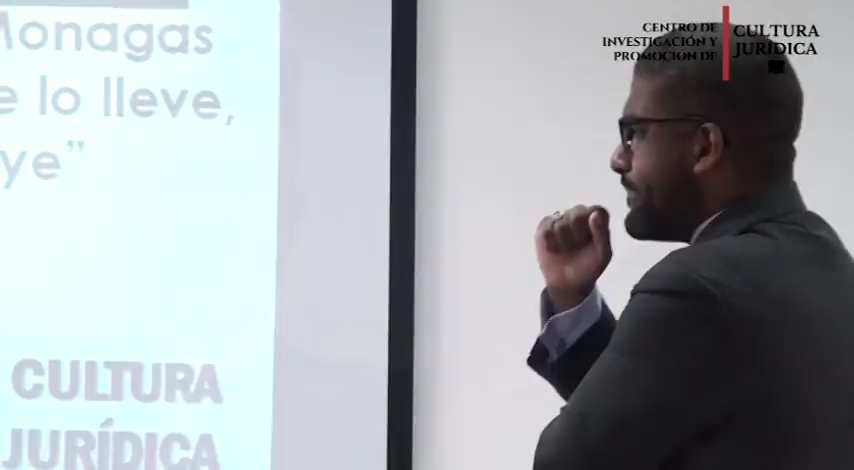 Monagas
e lo lleve,
ye”
CULTURA
JURÍDICA
CENTRO DE
INVESTIGACIÓN Y
PROMOCIÓN DE
CULTURA
JURÍDICA